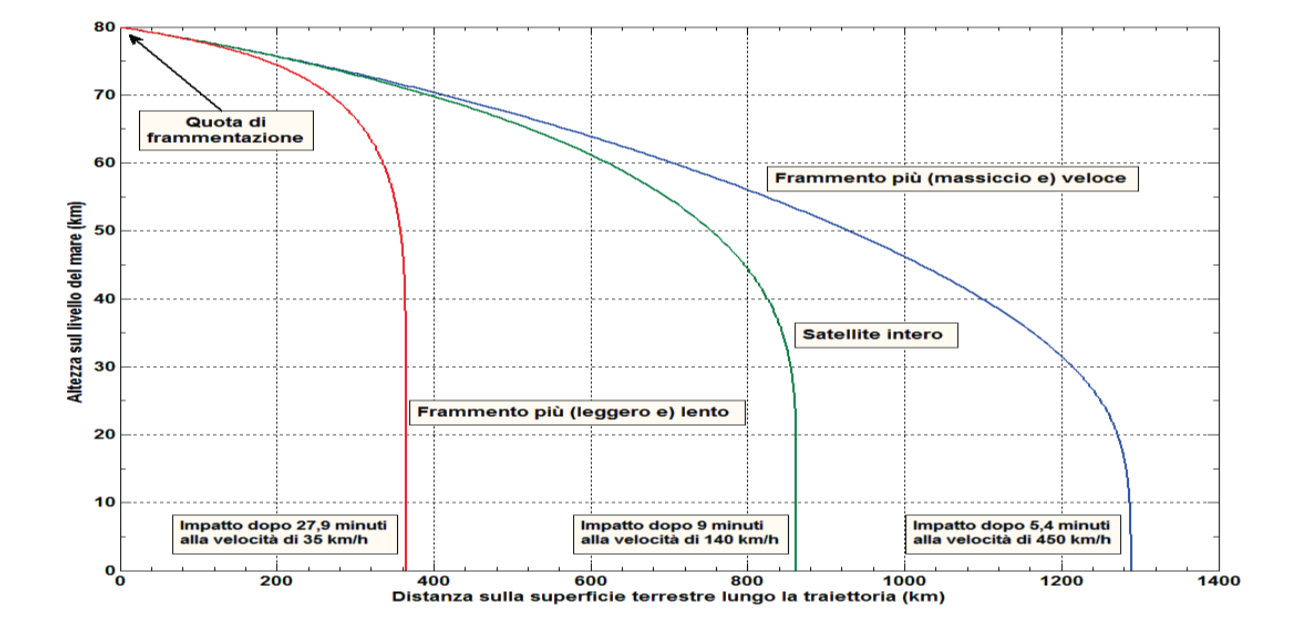 80
70
60
50
40
30
20
10
0
Altezza sul livello del mare (km)
Quota di
frammentazione
Frammento più (massiccio e) veloce
Satellite intero
Frammento più (leggero e) lento
Impatto dopo 27,9 minuti
alla velocità di 35 km/h
Impatto dopo 9 minuti
alla velocità di 140 km/h
Impatto dopo 5,4 minuti
alla velocità di 450 km/h
0 200 400 600 800 1000 1200 1400
Distanza sulla superficie terrestre lungo la traiettoria (km)